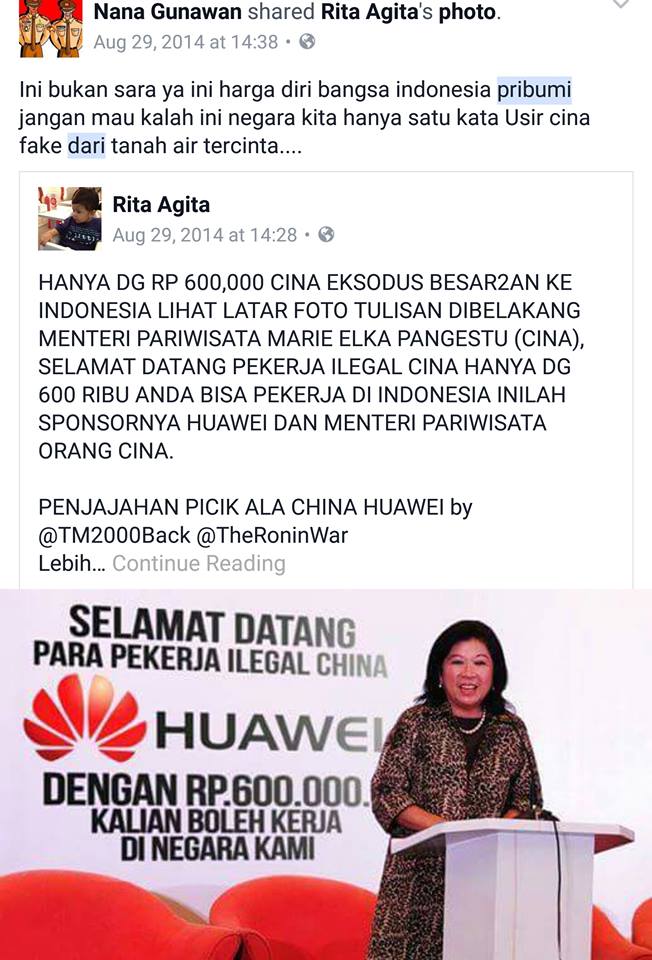 Nana Gunawan shared Rita Agita's photo.
Aug 29, 2014 at 14:38 •
Ini bukan sara ya ini harga diri bangsa indonesia pribumi
jangan mau kalah ini negara kita hanya satu kata Usir cina
fake dari tanah air tercinta....
Rita Agita
Aug 29, 2014 at 14:28 •
HANYA DG RP 600,000 CINA EKSODUS BESAR2AN KE
INDONESIA LIHAT LATAR FOTO TULISAN DIBELAKANG
MENTERI PARIWISATA MARIE ELKA PANGESTU (CINA),
SELAMAT DATANG PEKERJA ILEGAL CINA HANYA DG
600 RIBU ANDA BISA PEKERJA DI INDONESIA INILAH
SPONSORNYA HUAWEI DAN MENTERI PARIWISATA
ORANG CINA.
PENJAJAHAN PICIK ALA CHINA HUAWEI by
@TM2000Back @TheRoninWar
Lebih... Continue Reading
SELAMAT DATANG
PARA PEKERJA ILEGAL CHINA
HUAWEI
DENGAN RP.600.000.
KALIAN BOLEH KERJA
DI NEGARA KAMI